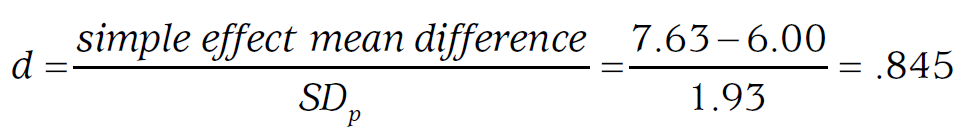 d = simple effect mean difference / SD_p = 7.63 – 6.00 / 1.93 = .845